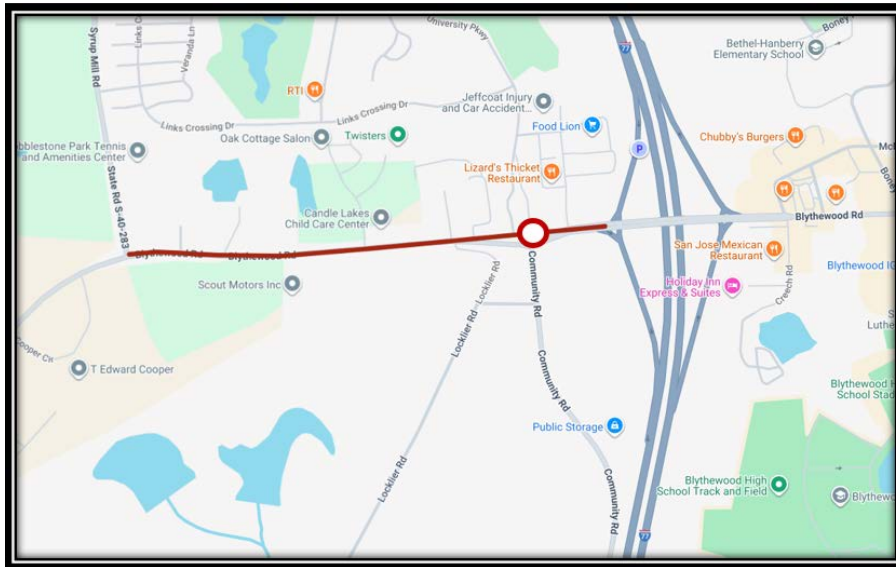 Syrup Mill Rd
Links C
Veranda Ln
University Pkwy
77
Boney
Bethel-Hanberry
Elementary School
RTI
Links Crossing Dr
Jeffcoat Injury
and Car Accident...
Food Lion
Chubby's Burgers
P
Oak Cottage Salon
Twisters
bblestone Park Tennis
and Amenities Center
Lizard's Thicket
Restaurant
Boney
State Rd S-40-283
Candle Lakes
Child Care Center
Blythewood Rd
Blythewood Rd
Blythewood Rd
Scout Motors Inc
San Jose Mexican
Restaurant
Blythewood IG
Holiday Inn
Express & Suites
Creech Rd
Community Rd
Locklier Rd
Locklier Rd
Luthe
Cooper Cir
T Edward Cooper
Community Rd
Blythewood H
School Stad
Public Storage
Locklier Rd
Community Rd
Blythewood High
School Track and Field
Blythewo
77